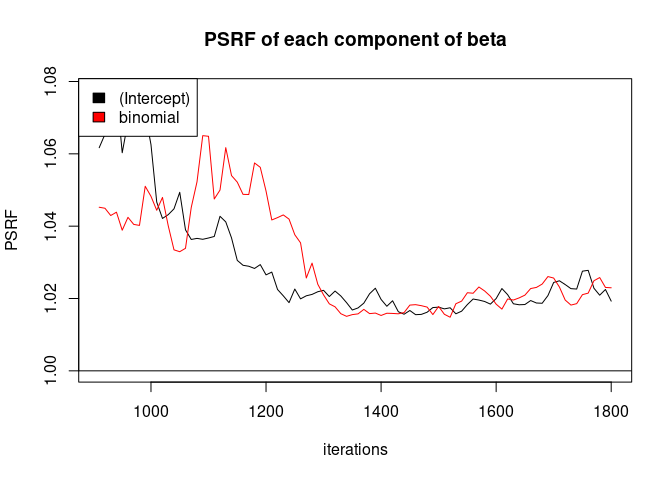 PSRF of each component of beta
(Intercept)
binomial
PSRF
1.08
1.06
1.04
1.02
1.00
1000 1200 1400 1600 1800
iterations